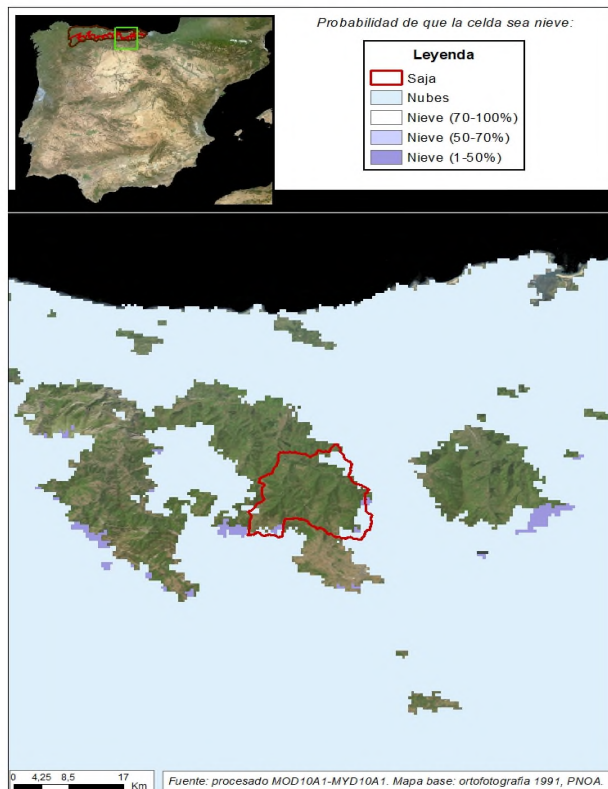 Probabilidad de que la celda sea nieve:
Leyenda
Saja
Nubes
Nieve (70-100%)
Nieve (50-70%)
Nieve (1-50%)
0 4,25 8,5 17
Km
Fuente: procesado MOD10A1-MYD10A1. Mapa base: ortofotografía 1991, PNOA.